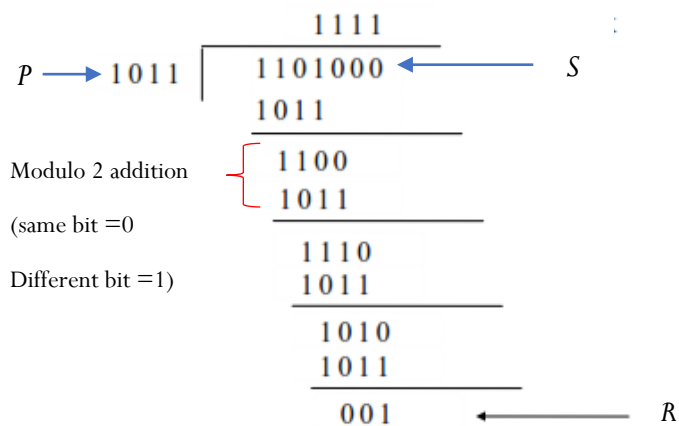 1111
P 1011 1101000 S
1011
1100
Modulo 2 addition
1011
(same bit =0
1110
Different bit =1)
1011
1010
1011
001 R